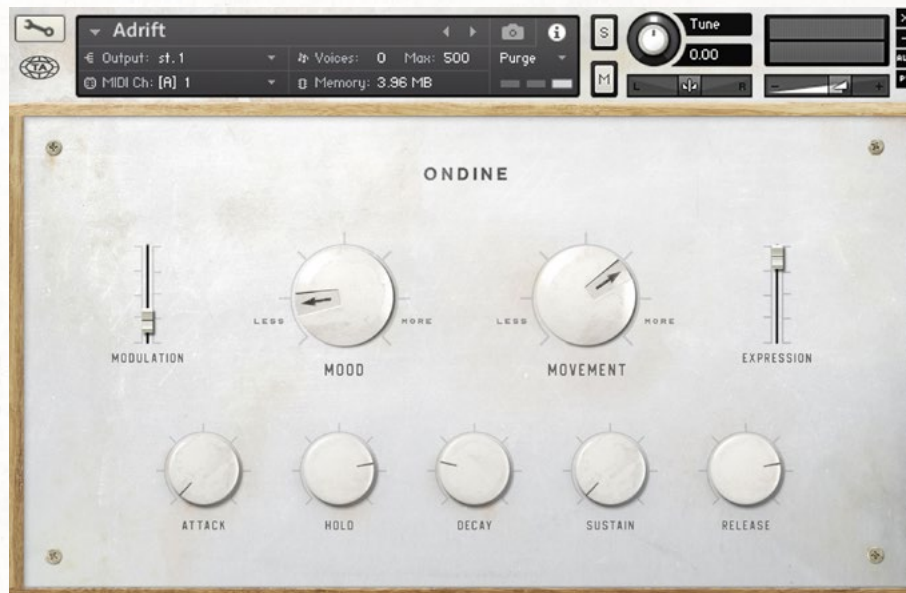 Adrift
Output: st.1
Voices: 0 Max: 500
Purge
MIDI Ch: [A] 1
Memory: 3.96 MB
TA
S
M
Tune
0.00
L R
- +
ONDINE
MODULATION
LESS MORE
MOOD
LESS MORE
MOVEMENT
EXPRESSION
ATTACK
HOLD
DECAY
SUSTAIN
RELEASE